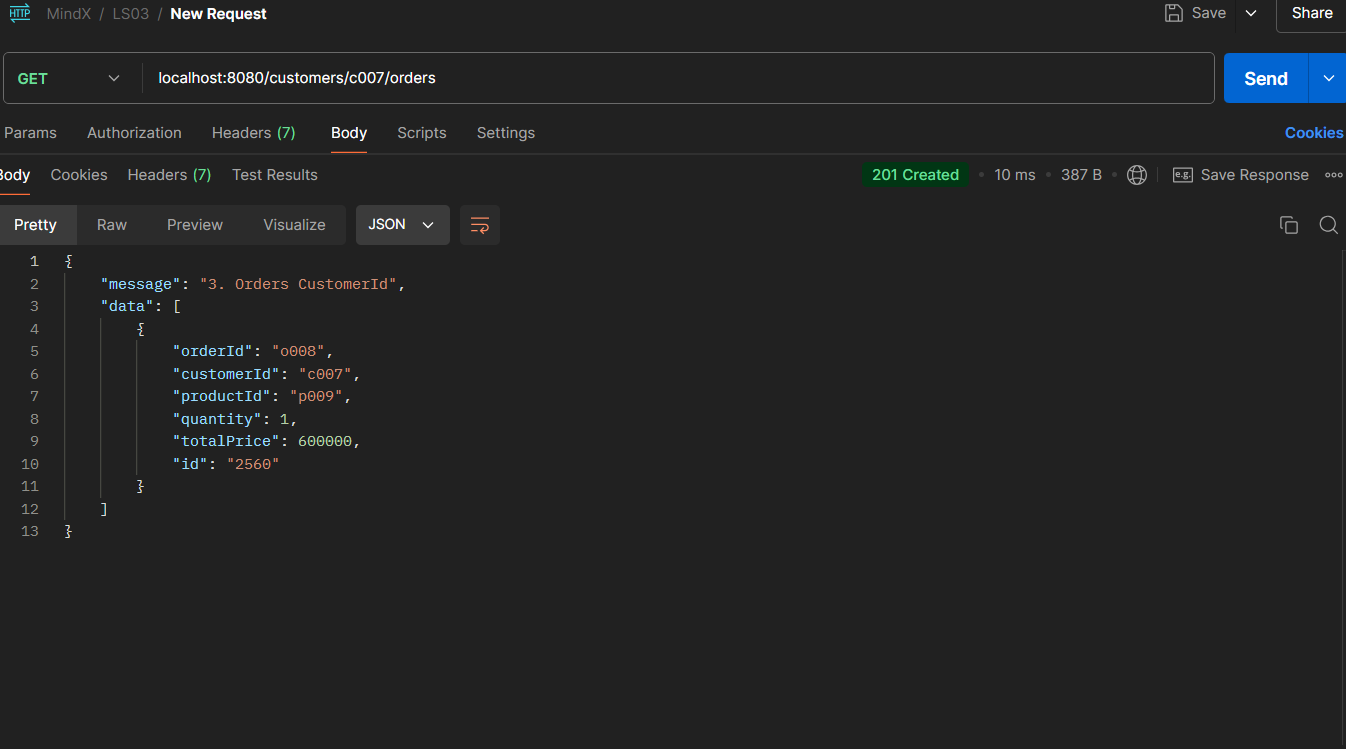 HTTP MindX / LS03 / New Request Save Share
GET localhost:8080/customers/c007/orders Send
Params Authorization Headers (7) Body Scripts Settings Cookies
Body Cookies Headers (7) Test Results 201 Created • 10 ms • 387 B • e.g. Save Response
Pretty Raw Preview Visualize JSON
1 {
2 "message": "3. Orders CustomerId",
3 "data": [
4 {
5 "orderId": "o008",
6 "customerId": "c007",
7 "productId": "p009",
8 "quantity": 1,
9 "totalPrice": 600000,
10 "id": "2560"
11 }
12 ]
13 }